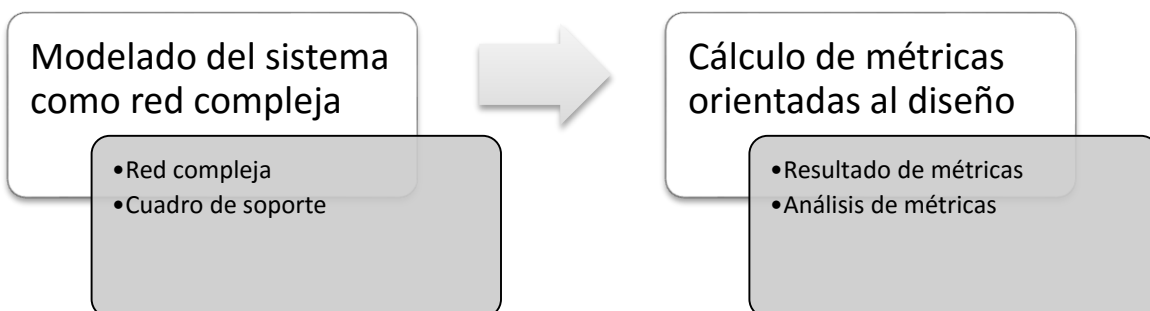 Modelado del sistema
como red compleja
•Red compleja
•Cuadro de soporte
Cálculo de métricas
orientadas al diseño
•Resultado de métricas
•Análisis de métricas